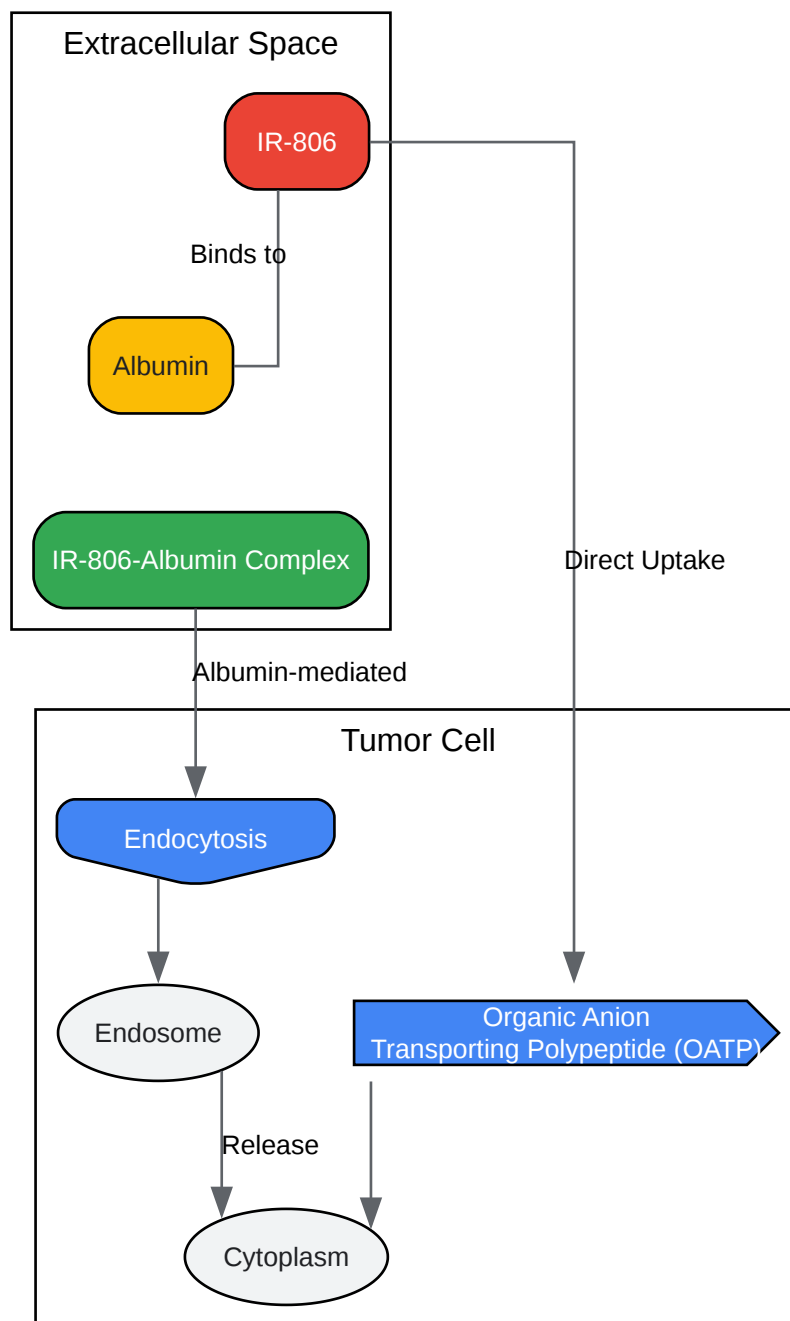 Extracellular Space
IR-806
Binds to
Albumin
IR-806-Albumin Complex
Direct Uptake
Albumin-mediated
Tumor Cell
Endocytosis
Endosome
Organic Anion
Transporting Polypeptide (OATP)
Release
Cytoplasm